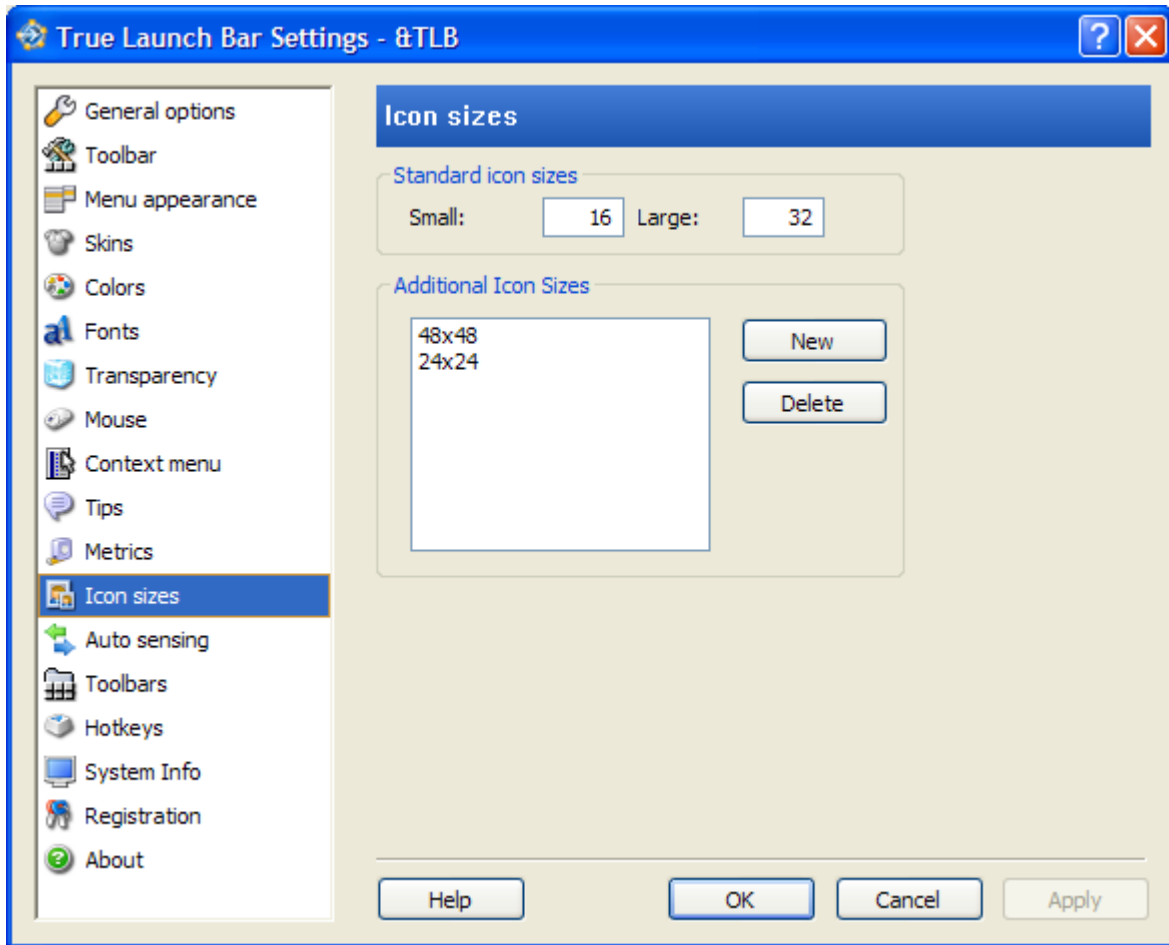 True Launch Bar Settings - &TLB
General options
Toolbar
Menu appearance
Skins
Colors
Fonts
Transparency
Mouse
Context menu
Tips
Metrics
Icon sizes
Auto sensing
Toolbars
Hotkeys
System Info
Registration
About
Icon sizes
Standard icon sizes
Small: 16 Large: 32
Additional Icon Sizes
48x48
24x24
New
Delete
Help OK Cancel Apply